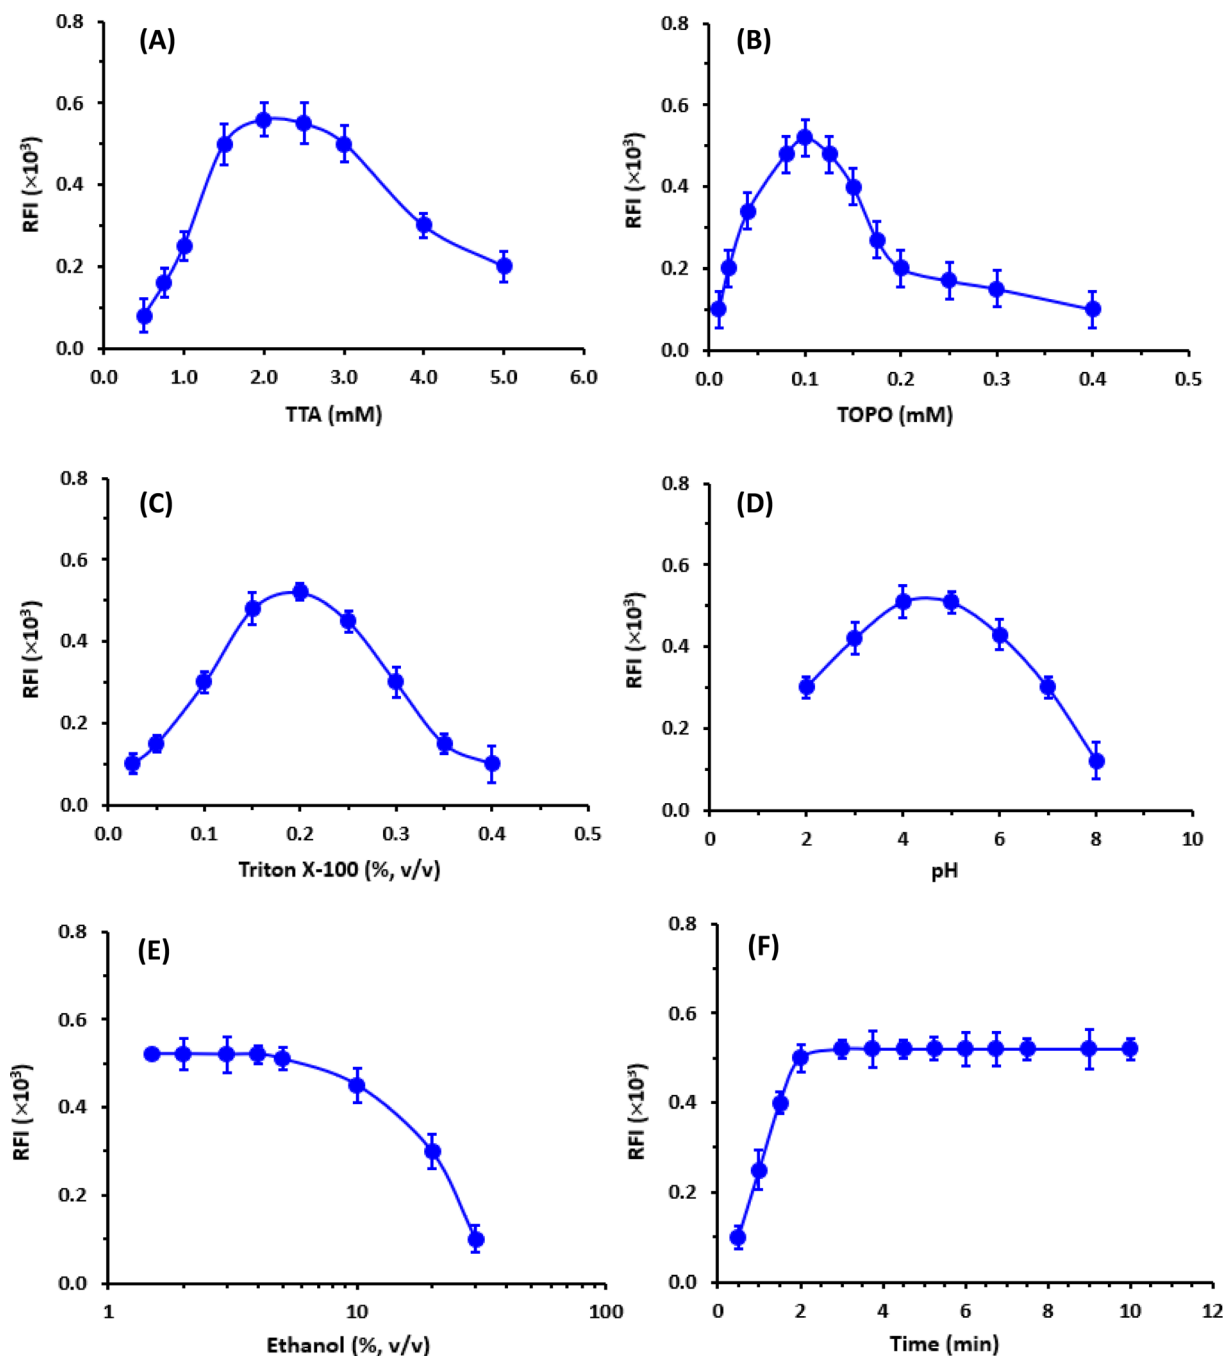 (A)
0.8
0.6
0.4
0.2
0.0
RFI (×10³)
0.0 1.0 2.0 3.0 4.0 5.0 6.0
TTA (mM)
(B)
0.8
0.6
0.4
0.2
0.0
RFI (×10³)
0.0 0.1 0.2 0.3 0.4 0.5
TOPO (mM)
(C)
0.8
0.6
0.4
0.2
0.0
RFI (×10³)
0.0 0.1 0.2 0.3 0.4 0.5
Triton X-100 (%, v/v)
(D)
0.8
0.6
0.4
0.2
0.0
RFI (×10³)
0 2 4 6 8 10
pH
(E)
0.8
0.6
0.4
0.2
0.0
RFI (×10³)
1 10 100
Ethanol (%, v/v)
(F)
0.8
0.6
0.4
0.2
0.0
RFI (×10³)
0 2 4 6 8 10 12
Time (min)